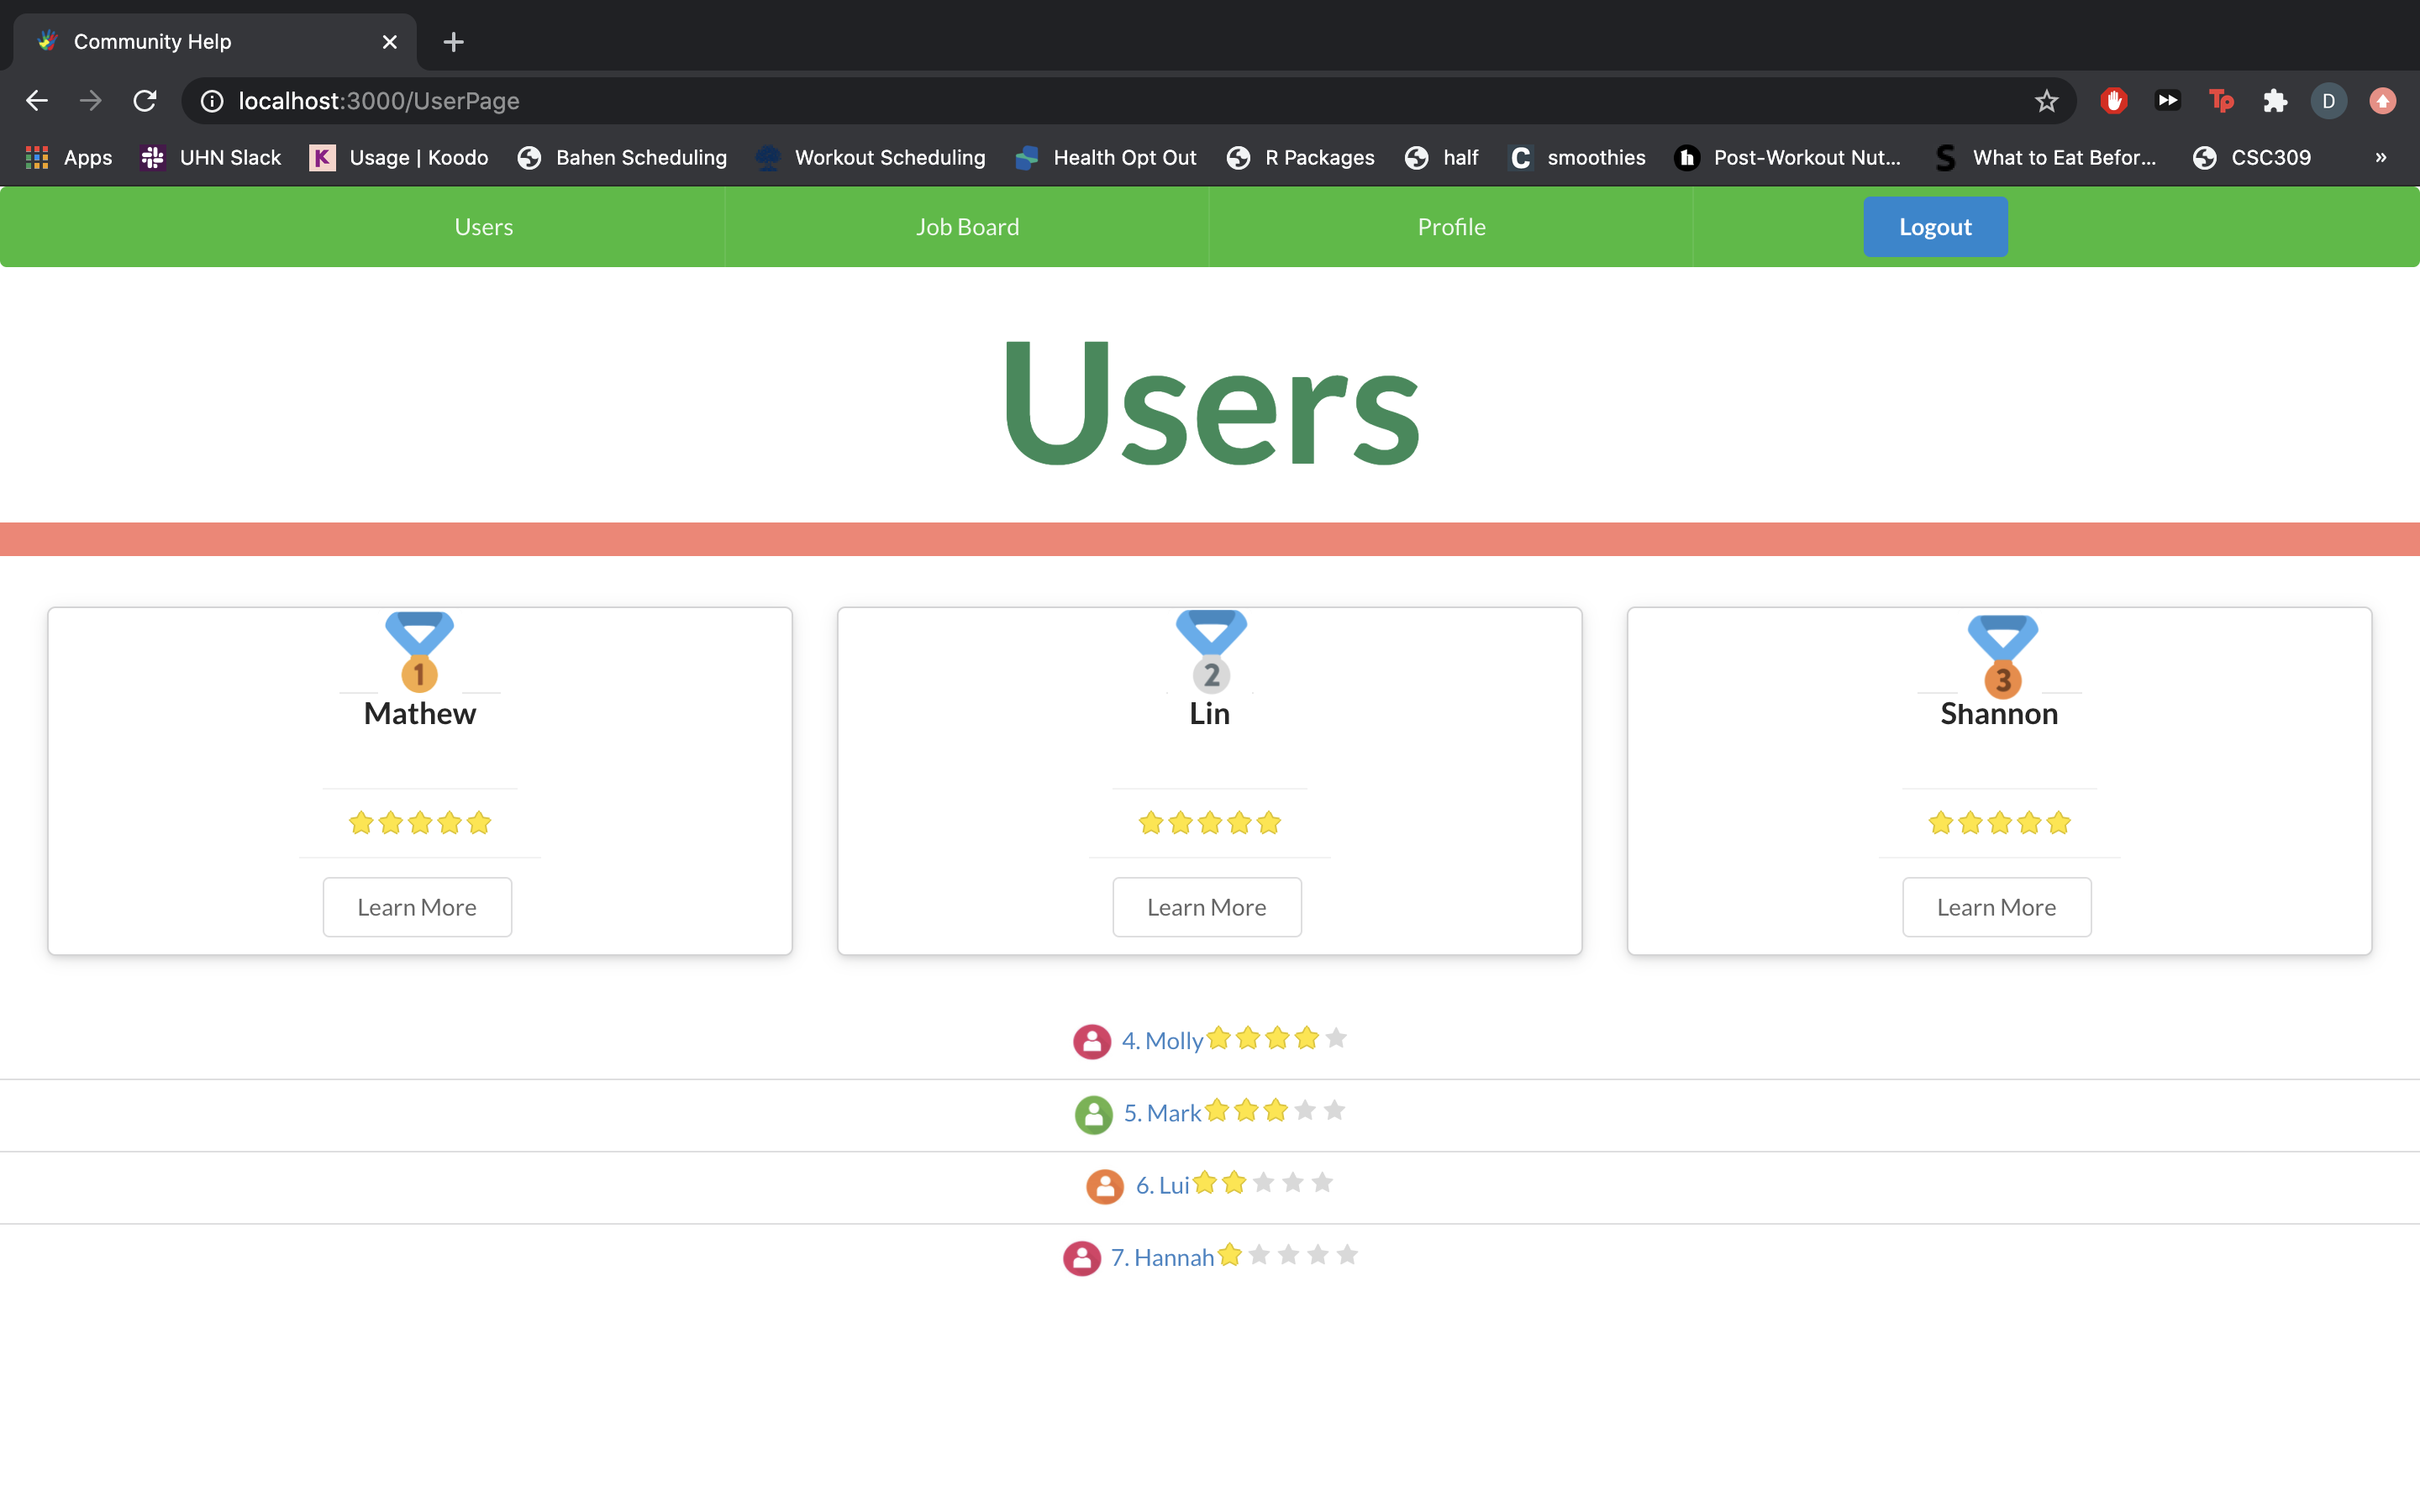 Community Help
localhost:3000/UserPage
Tp
D
Apps UHN Slack K Usage | Koodo Bahen Scheduling Workout Scheduling Health Opt Out R Packages half C smoothies h Post-Workout Nut... S What to Eat Befor... CSC309 »
Users Job Board Profile Logout
Users
1 2 3
Mathew Lin Shannon
Learn More Learn More Learn More
4. Molly
5. Mark
6. Lui
7. Hannah